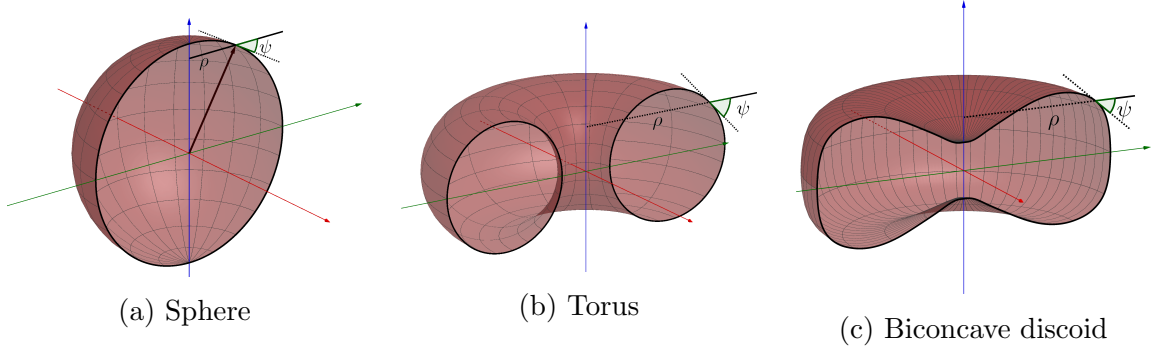 ρ
ψ
(a) Sphere
ρ
ψ
(b) Torus
ρ
ψ
(c) Biconcave discoid